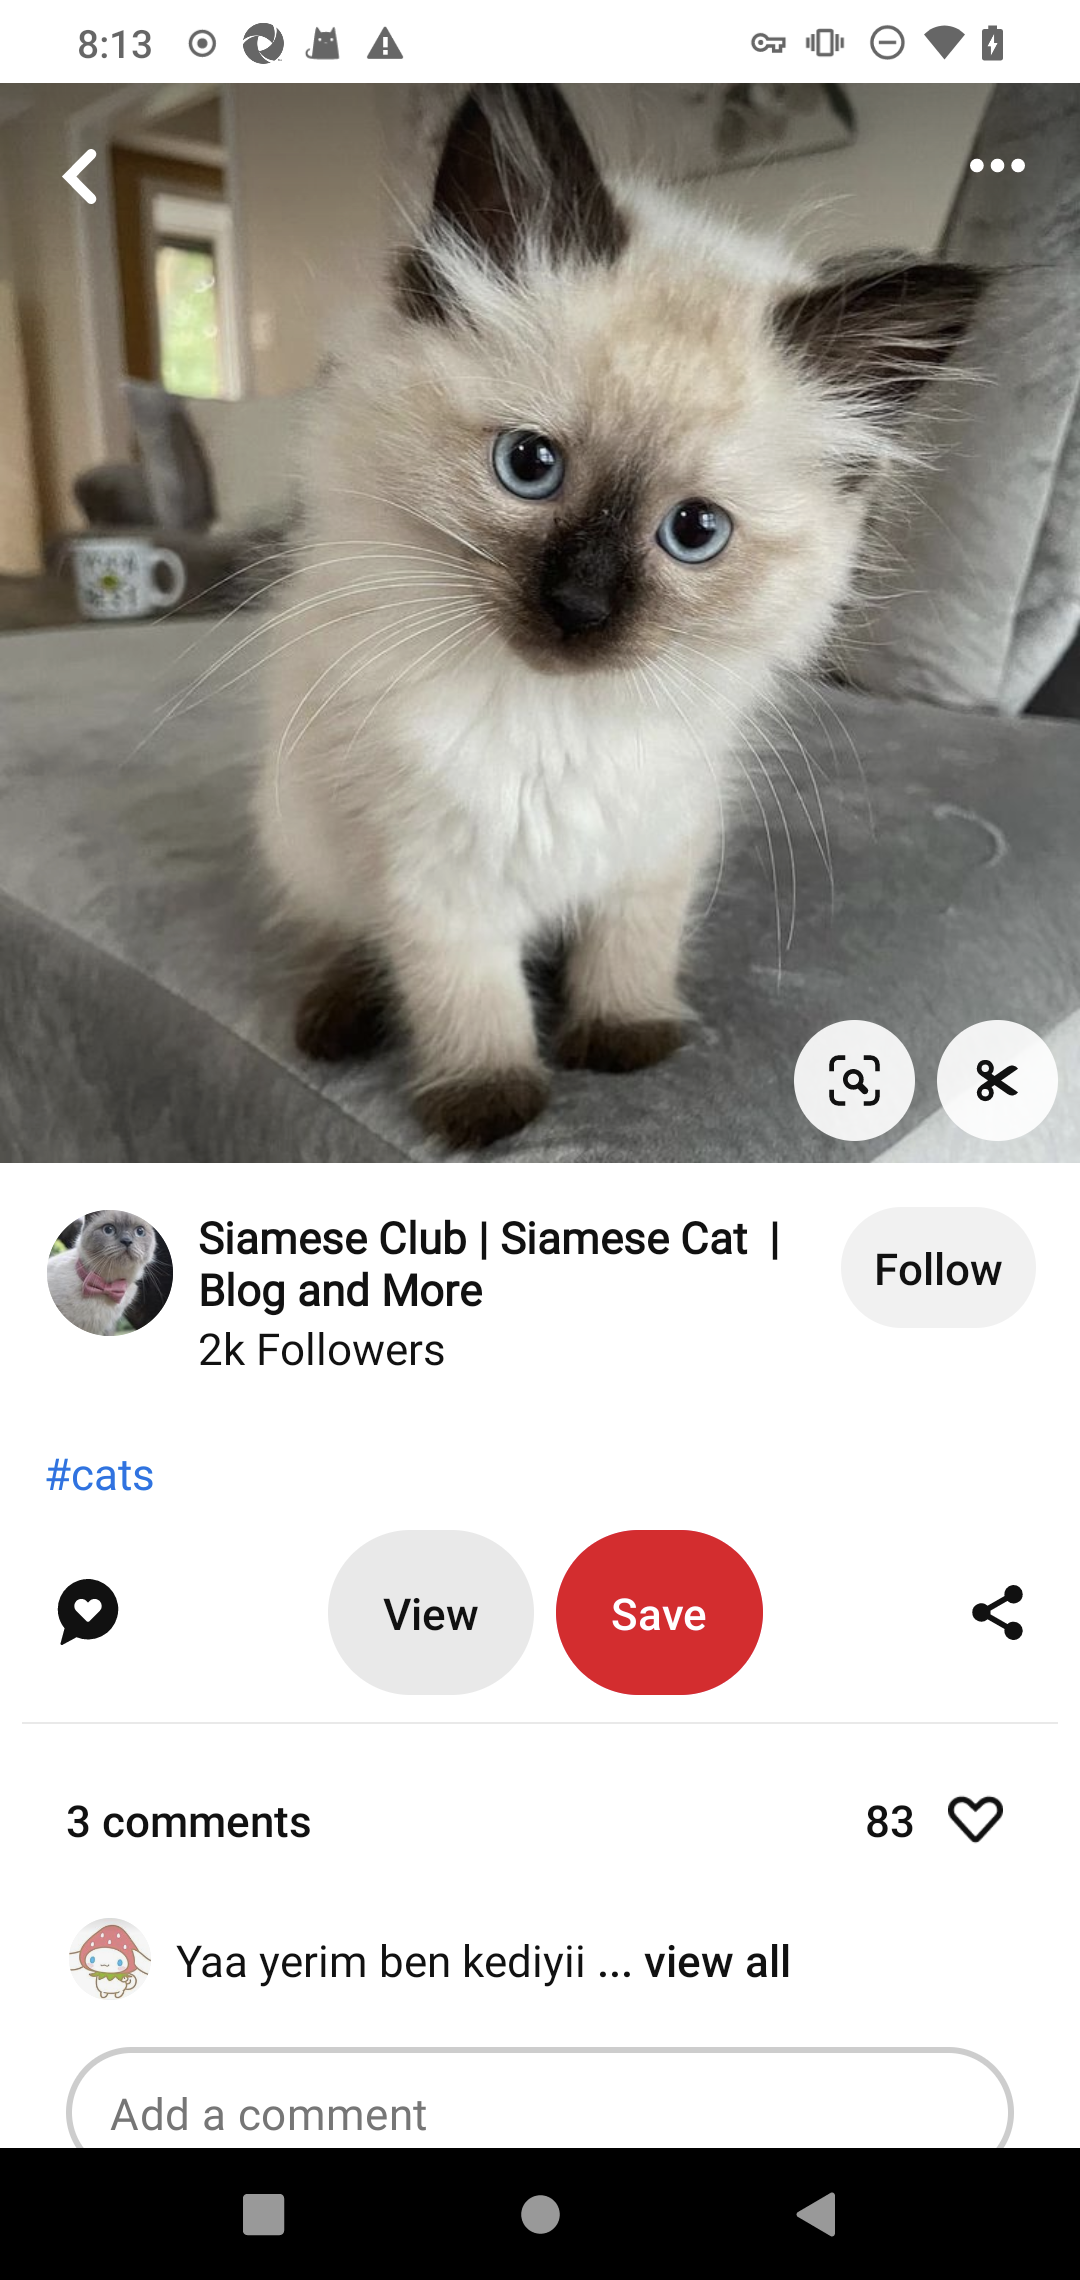 8:13
Siamese Club | Siamese Cat |
Blog and More
2k Followers
Follow
#cats
View
Save
3 comments
83
Yaa yerim ben kediyii ... view all
Add a comment